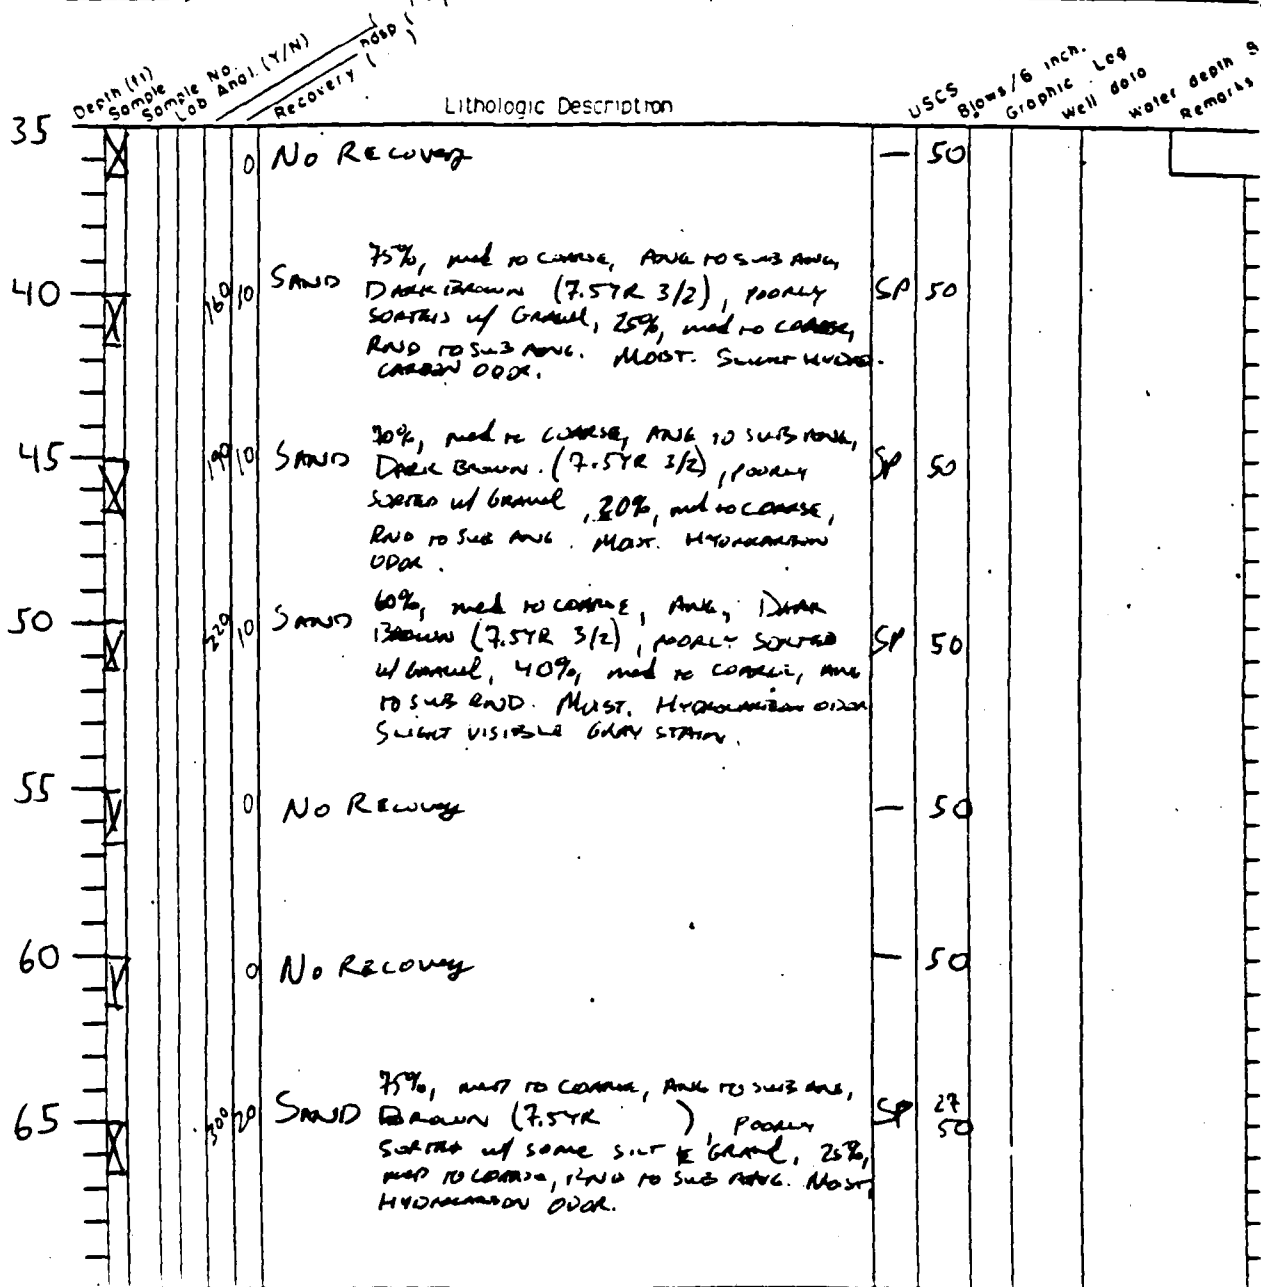 Depth (ft)
Sample
Sample No.
Lab Anal. (Y/N)
Recovery ( )
Lithologic Description
USCS
Blows/6 inch.
Graphic Log
Well data
Water depth
Remarks
35 0 No Recovery — 50
75%, med to coarse, Ang to sub ang,
40 160 10 SAND Dark Brown (7.5YR 3/2), poorly SP 50
sorted w/ Gravel, 25%, med to coarse,
RND to sub ang. Moist. Slight hydro-
carbon odor.
med to coarse, Ang to sub ang,
45 190 10 SAND Dark Brown. (7.5YR 3/2), poorly SP 50
sorted w/ Gravel, 20%, med to coarse,
RND to sub ang. Moist. Hydrocarbon
odor.
60%, med to coarse, Ang, Dark
50 220 10 SAND Brown (7.5YR 3/2), poorly sorted SP 50
w/ Gravel, 40%, med to coarse, ang
to sub RND. Moist. Hydrocarbon odor
Slight visible gray stain.
55 0 No Recovery — 50
60 0 No Recovery — 50
75%, med to coarse, Ang to sub ang,
65 300 20 SAND Brown (7.5YR ), poorly SP 27
50
sorted w/ some silt & Gravel, 25%,
med to coarse, RND to sub ang. Moist,
Hydrocarbon odor.